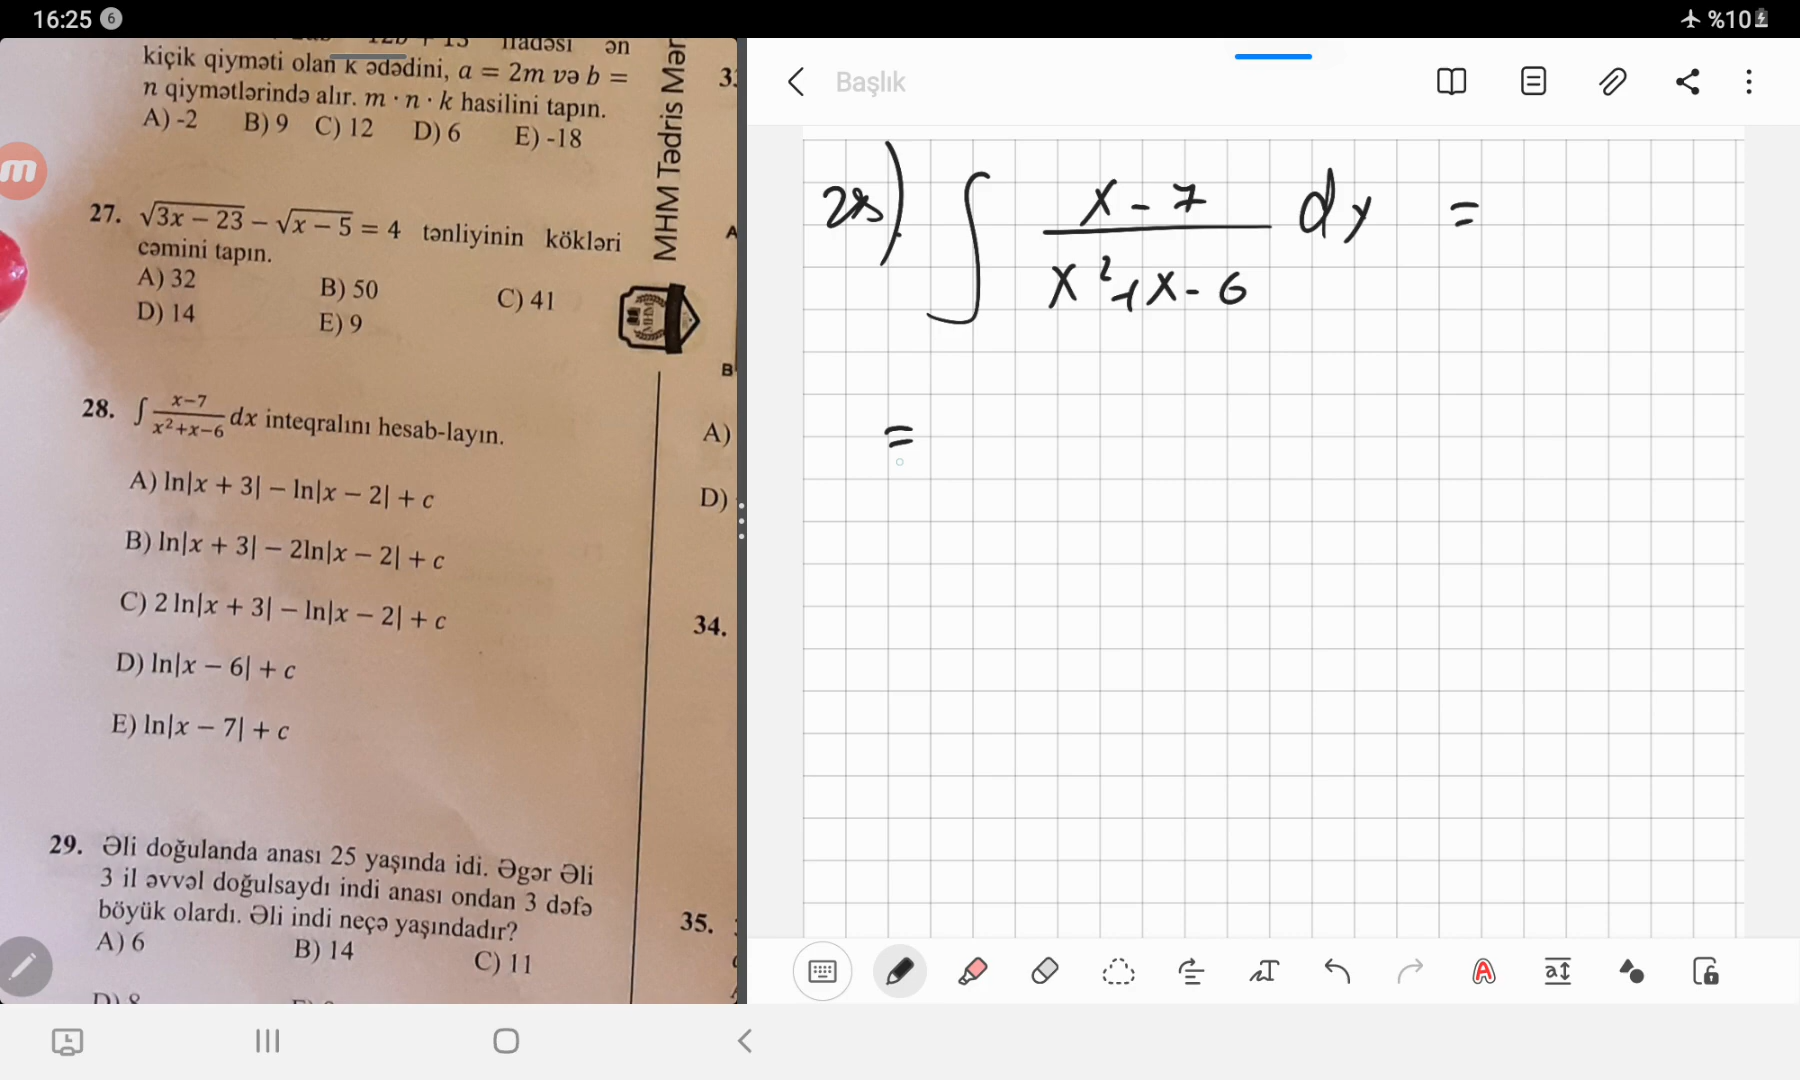 16:25 6
%10
kiçik qiyməti olan k ədədini, a = 2m və b =
n qiymətlərində alır. m · n · k hasilini tapın.
A) -2 B) 9 C) 12 D) 6 E) -18
27. √3x − 23 − √x − 5 = 4 tənliyinin kökləri
cəmini tapın.
A) 32 B) 50 C) 41
D) 14 E) 9
28. ∫ x−7 / x²+x−6 dx inteqralını hesab-layın.
A) ln|x + 3| − ln|x − 2| + c
B) ln|x + 3| − 2ln|x − 2| + c
C) 2 ln|x + 3| − ln|x − 2| + c
D) ln|x − 6| + c
E) ln|x − 7| + c
29. Əli doğulanda anası 25 yaşında idi. Əgər Əli
3 il əvvəl doğulsaydı indi anası ondan 3 dəfə
böyük olardı. Əli indi neçə yaşındadır?
A) 6 B) 14 C) 11
MHM Tədris Mər
MHM
A
B
A)
D)
34.
35.
Başlık
28) ∫ x - 7 / x² + x - 6 dx =
=